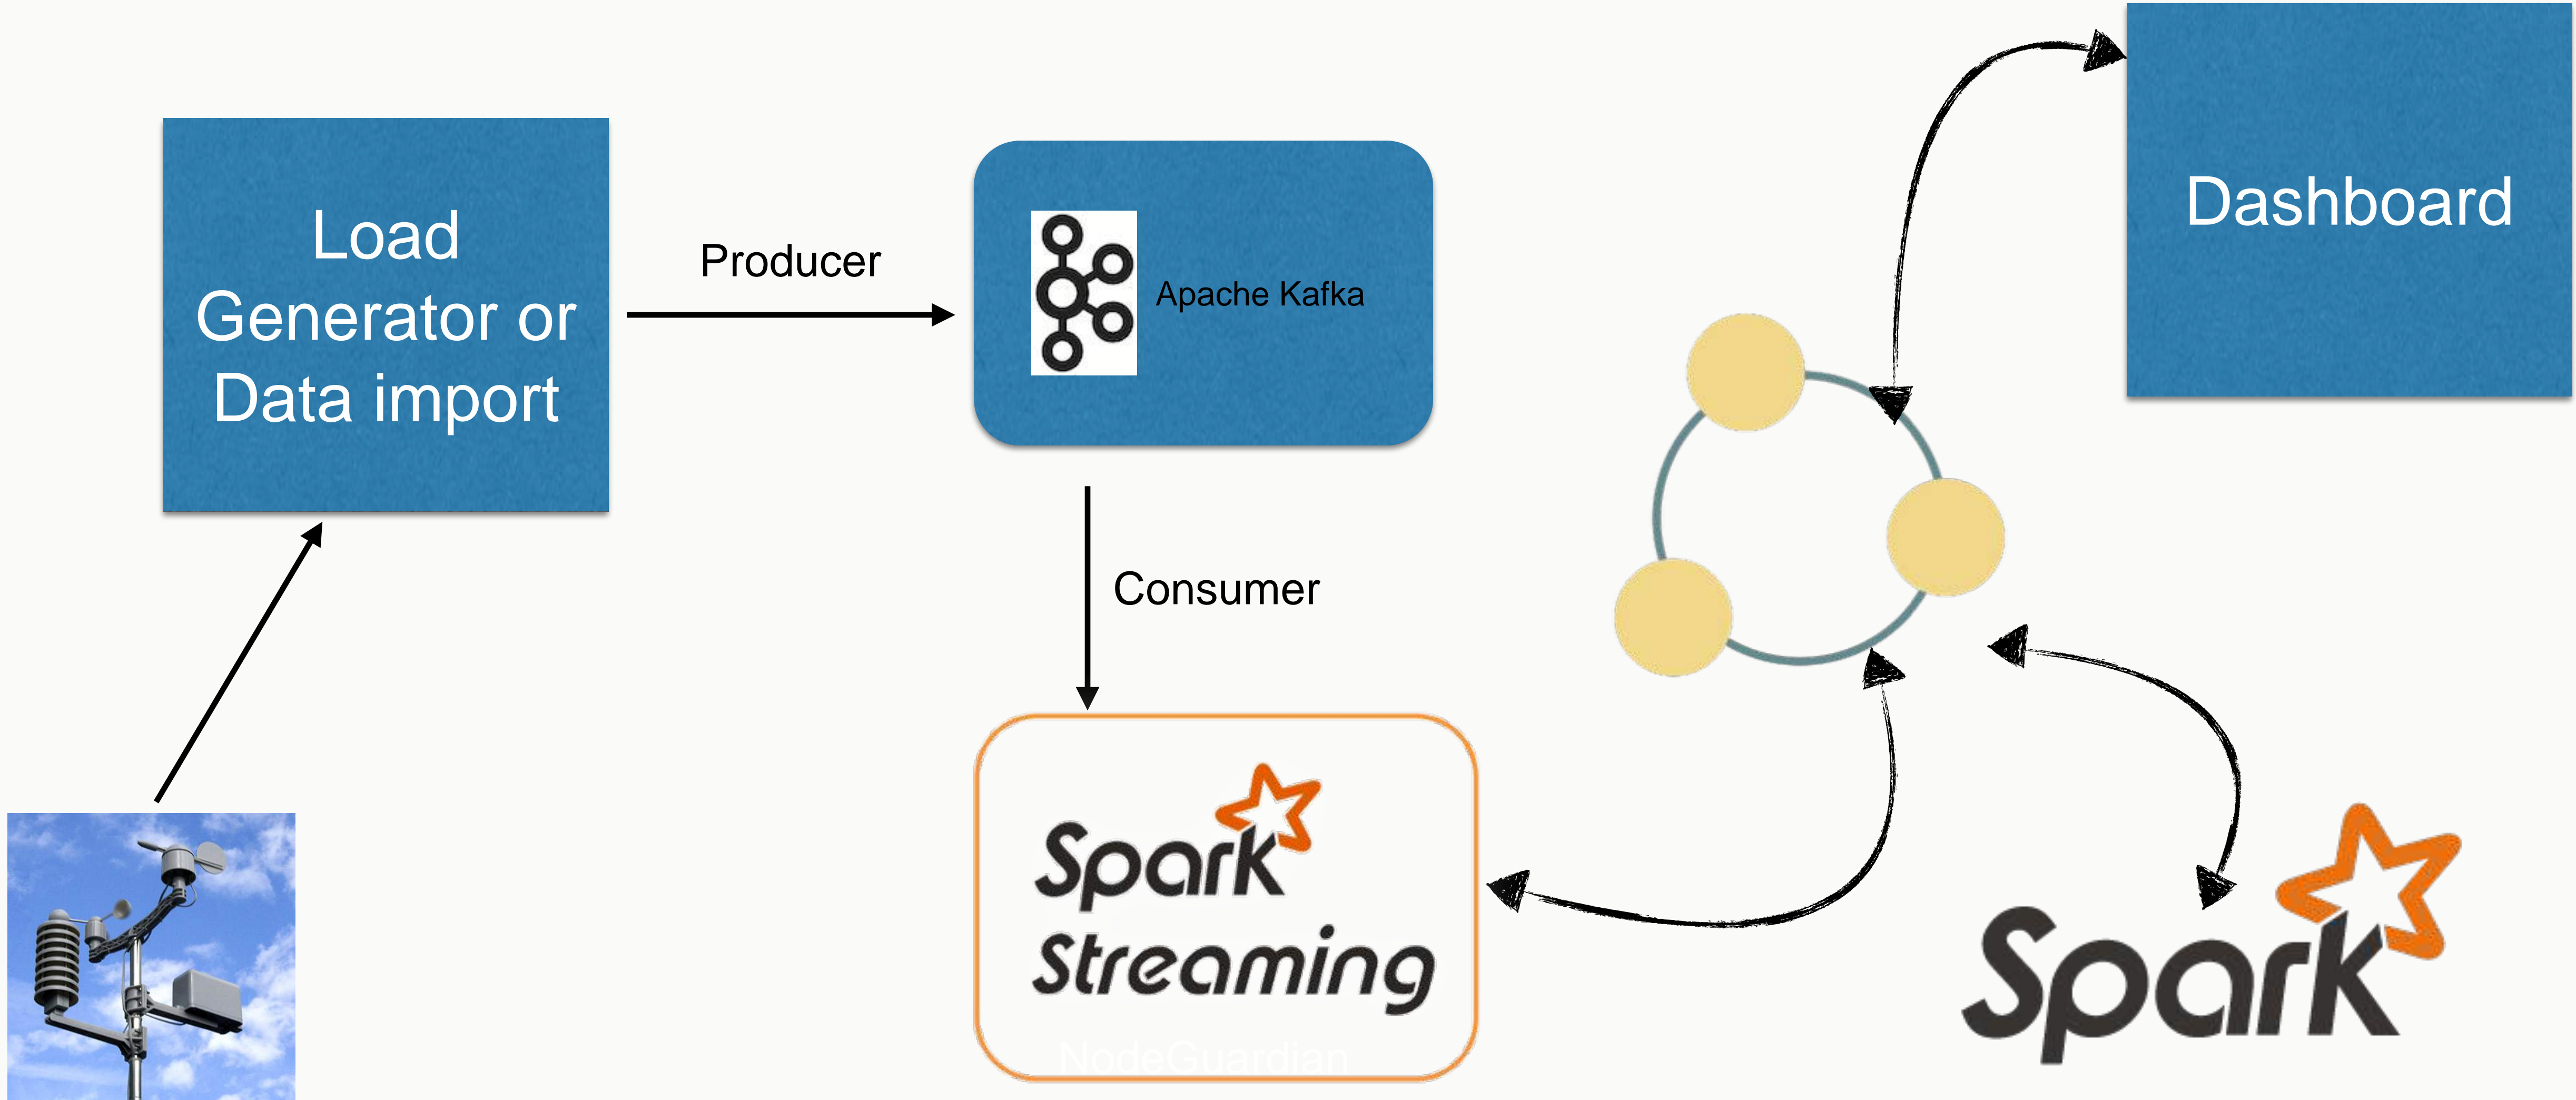 Load
Generator or
Data import
Producer
Apache Kafka
Dashboard
Consumer
Spark
Streaming
NodeGuardian
Spark